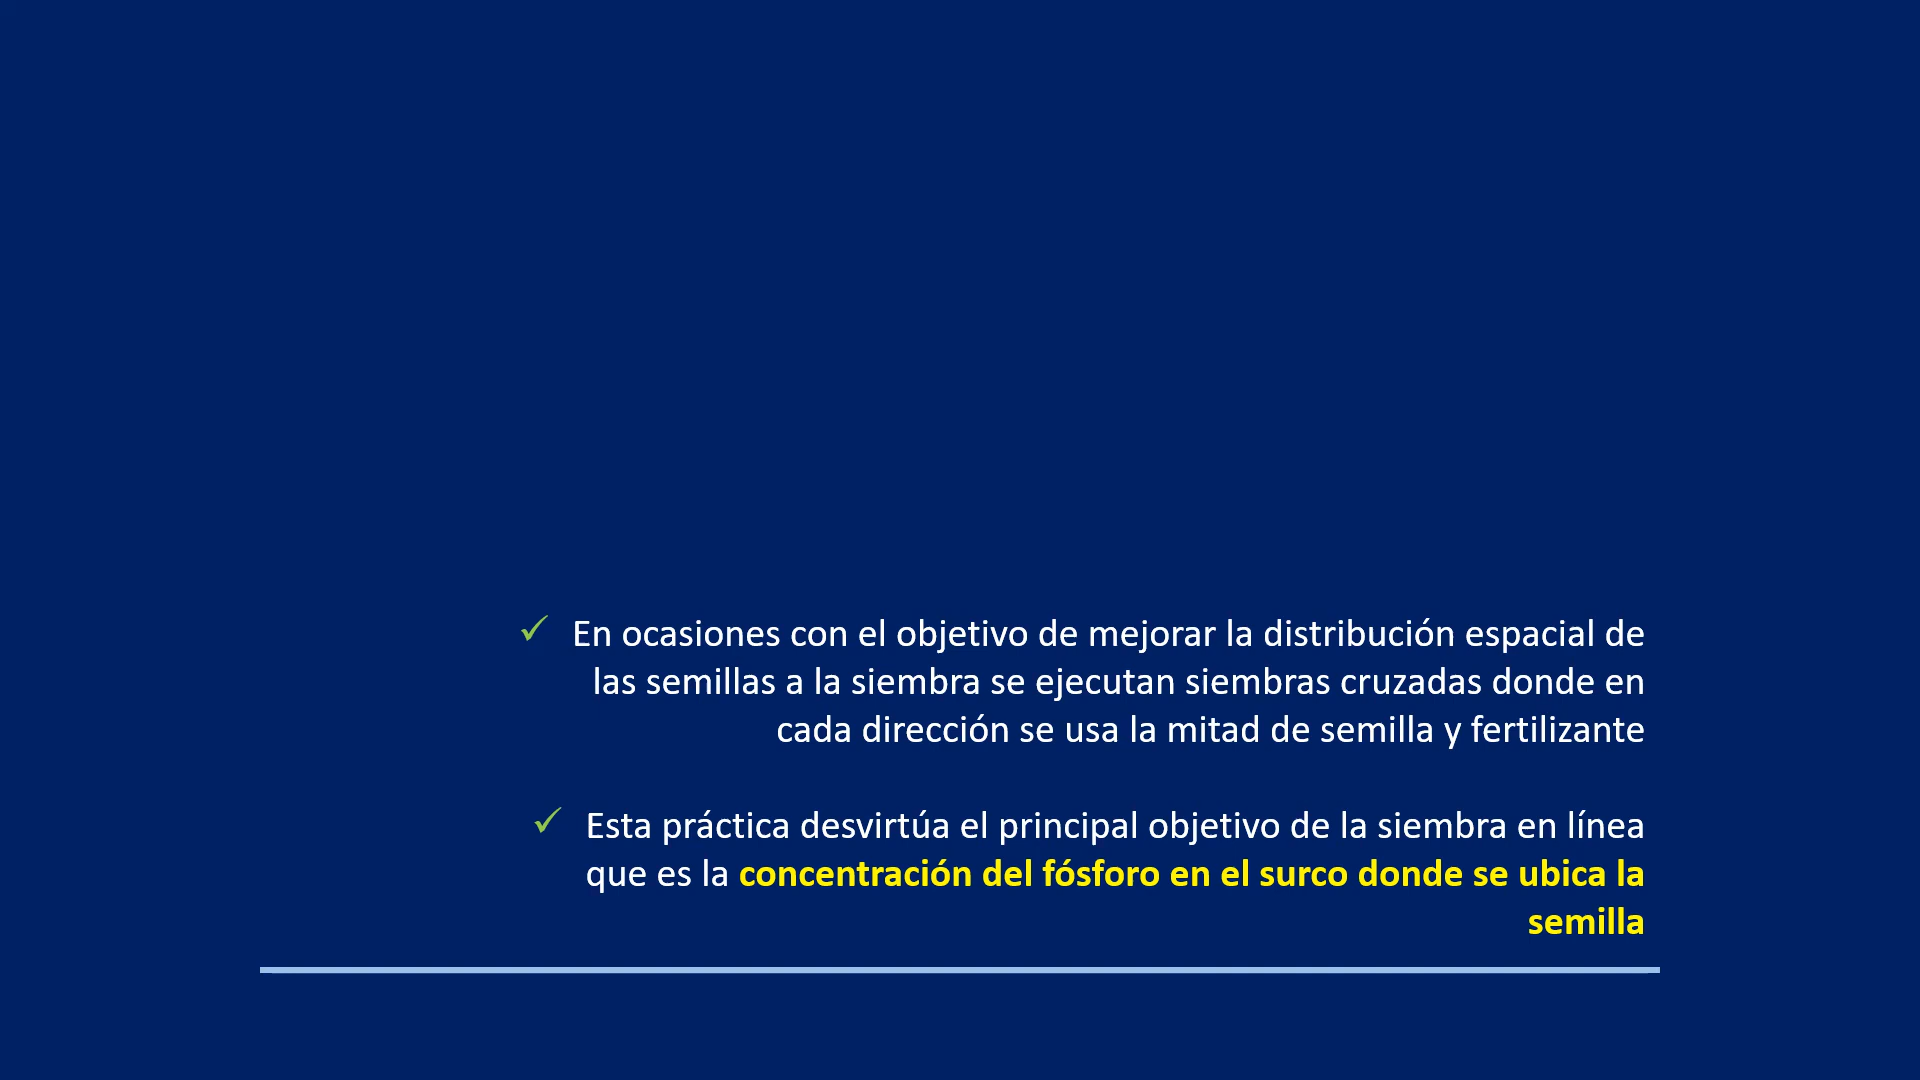 ✓ En ocasiones con el objetivo de mejorar la distribución espacial de
las semillas a la siembra se ejecutan siembras cruzadas donde en
cada dirección se usa la mitad de semilla y fertilizante
✓ Esta práctica desvirtúa el principal objetivo de la siembra en línea
que es la concentración del fósforo en el surco donde se ubica la
semilla